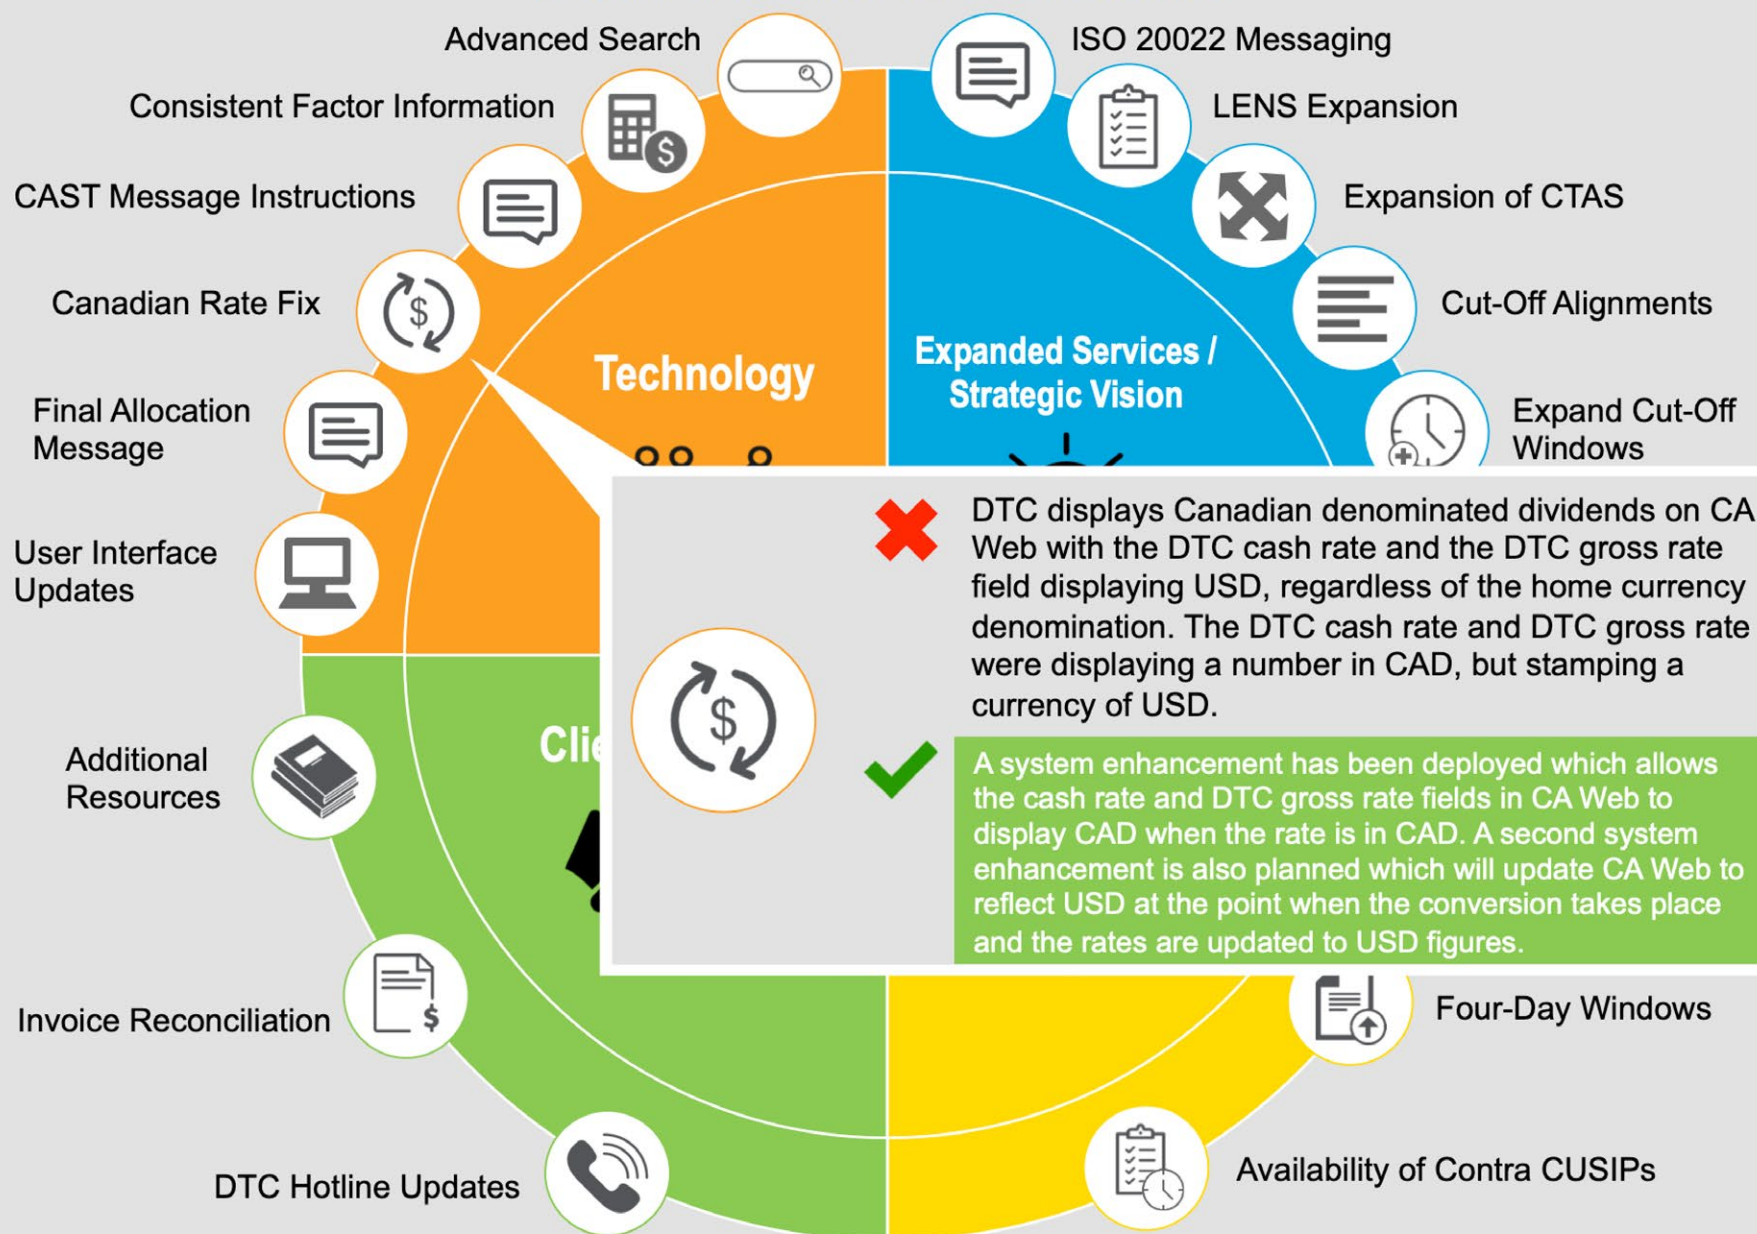 Advanced Search
Consistent Factor Information
CAST Message Instructions
Canadian Rate Fix
Final Allocation
Message
User Interface
Updates
Additional
Resources
Invoice Reconciliation
DTC Hotline Updates
ISO 20022 Messaging
LENS Expansion
Expansion of CTAS
Cut-Off Alignments
Expand Cut-Off
Windows
Technology
Expanded Services /
Strategic Vision
DTC displays Canadian denominated dividends on CA
Web with the DTC cash rate and the DTC gross rate
field displaying USD, regardless of the home currency
denomination. The DTC cash rate and DTC gross rate
were displaying a number in CAD, but stamping a
currency of USD.
A system enhancement has been deployed which allows
the cash rate and DTC gross rate fields in CA Web to
display CAD when the rate is in CAD. A second system
enhancement is also planned which will update CA Web to
reflect USD at the point when the conversion takes place
and the rates are updated to USD figures.
Four-Day Windows
Availability of Contra CUSIPs